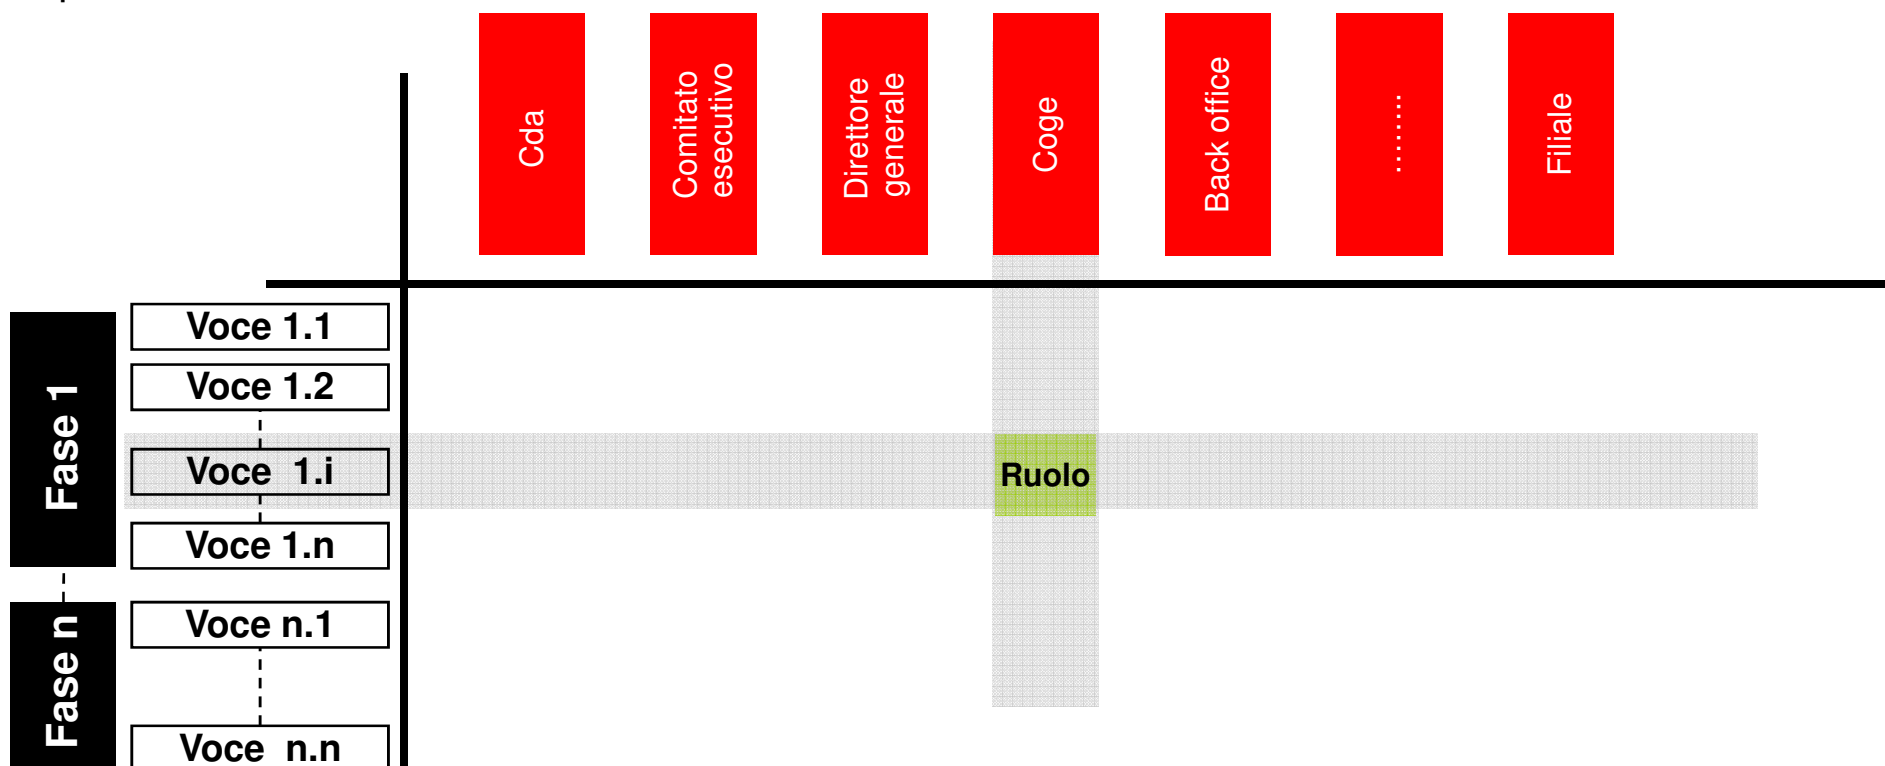 Cda
Comitato
esecutivo
Direttore
generale
Coge
Back office
........
Filiale
Fase 1
Voce 1.1
Voce 1.2
Voce 1.i
Ruolo
Voce 1.n
Fase n
Voce n.1
Voce n.n